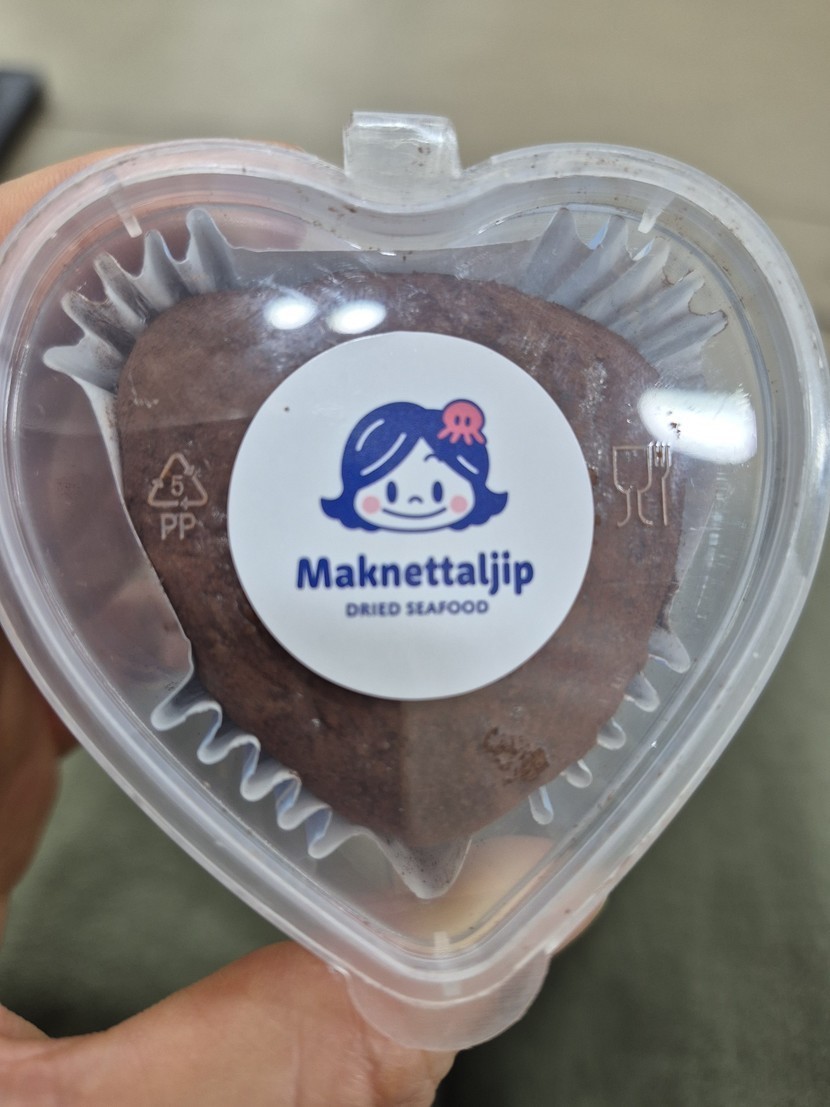 Maknettaljip
DRIED SEAFOOD
5
PP